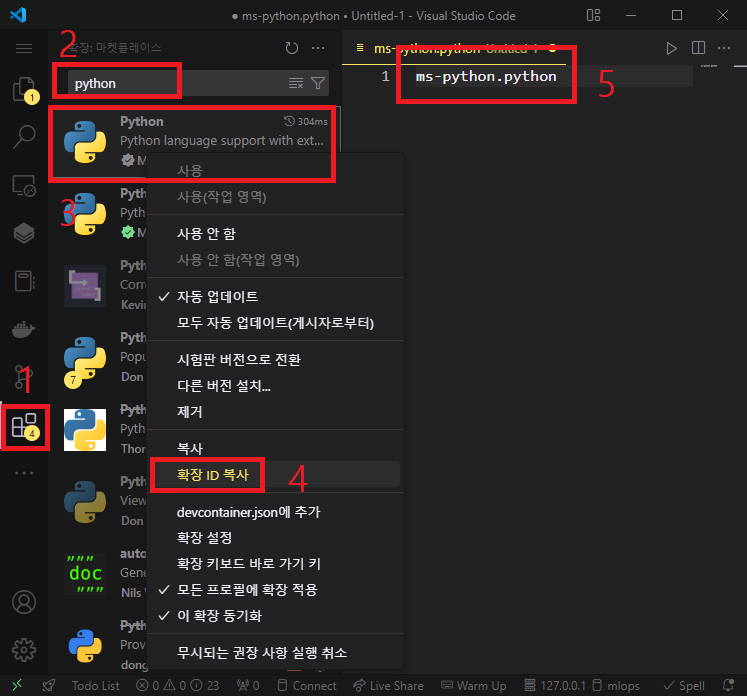 ● ms-python.python • Untitled-1 - Visual Studio Code
2
확장: 마켓플레이스
ms-python.python Untitled-1
python
1
ms-python.python
5
1
Python
304ms
Python language support with ext...
M
3
Pyth
Pyth
M
Pyth
Corre
Kevin
Pyth
Popu
Don
7
Pyth
Pyth
Thor
Pyth
View
Don
auto
Gene
Nils
"""
doc
"""
Pyth
Prov
dong
1
4
사용
사용(작업 영역)
사용 안 함
사용 안 함(작업 영역)
자동 업데이트
모두 자동 업데이트(게시자로부터)
시험판 버전으로 전환
다른 버전 설치...
제거
복사
확장 ID 복사
4
devcontainer.json에 추가
확장 설정
확장 키보드 바로 가기 키
모든 프로필에 확장 적용
이 확장 동기화
무시되는 권장 사항 실행 취소
Todo List 0 0 23 0 Connect Live Share Warm Up 127.0.0.1 mlops Spell